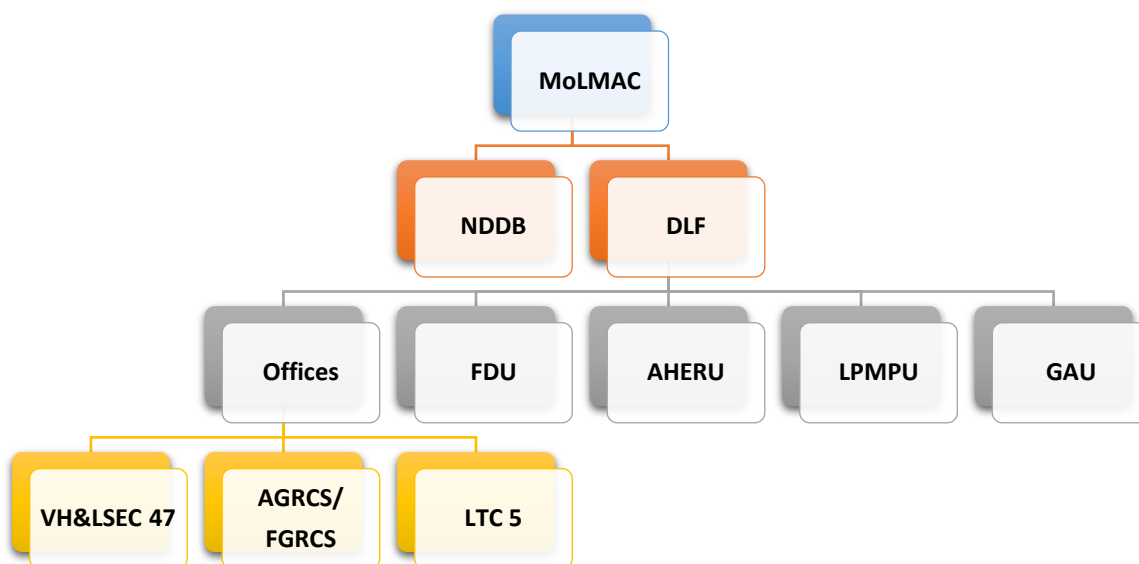 MoLMAC
NDDB
DLF
Offices
FDU
AHERU
LPMPU
GAU
VH&LSEC 47
AGRCS/
FGRCS
LTC 5